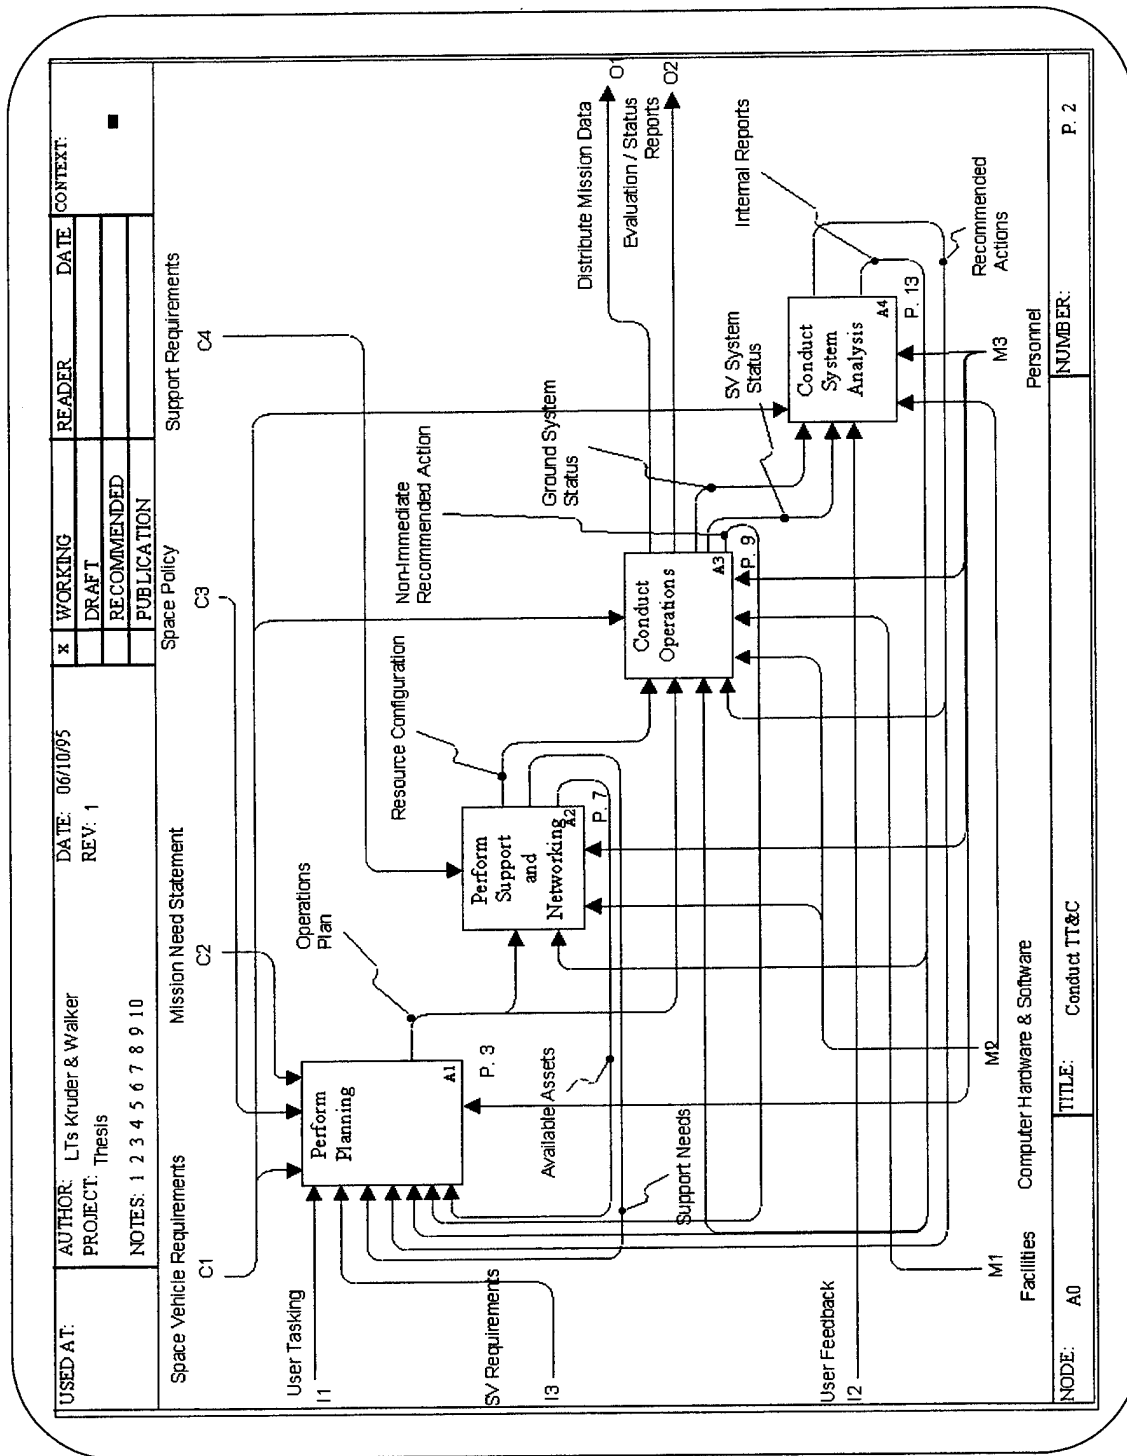 USED AT:
AUTHOR: LTs Kruder & Walker
PROJECT: Thesis
NOTES: 1 2 3 4 5 6 7 8 9 10
DATE: 06/10/95
REV: 1
x
WORKING
DRAFT
RECOMMENDED
PUBLICATION
READER
DATE
CONTEXT:
Space Vehicle Requirements
Mission Need Statement
Space Policy
Support Requirements
C1
C2
C3
C4
User Tasking
I1
SV Requirements
I3
User Feedback
I2
Perform
Planning
A1
P. 3
Operations
Plan
Perform
Support
and
Networking
A2
P. 7
Resource Configuration
Available Assets
Support Needs
Non-Immediate
Recommended Action
Conduct
Operations
A3
P. 9
Ground System
Status
SV System
Status
Conduct
System
Analysis
A4
P. 13
Distribute Mission Data
O1
Evaluation / Status
Reports
O2
Internal Reports
Recommended
Actions
M1
M2
M3
Facilities
Computer Hardware & Software
Personnel
NODE:
A0
TITLE:
Conduct TT&C
NUMBER:
P. 2